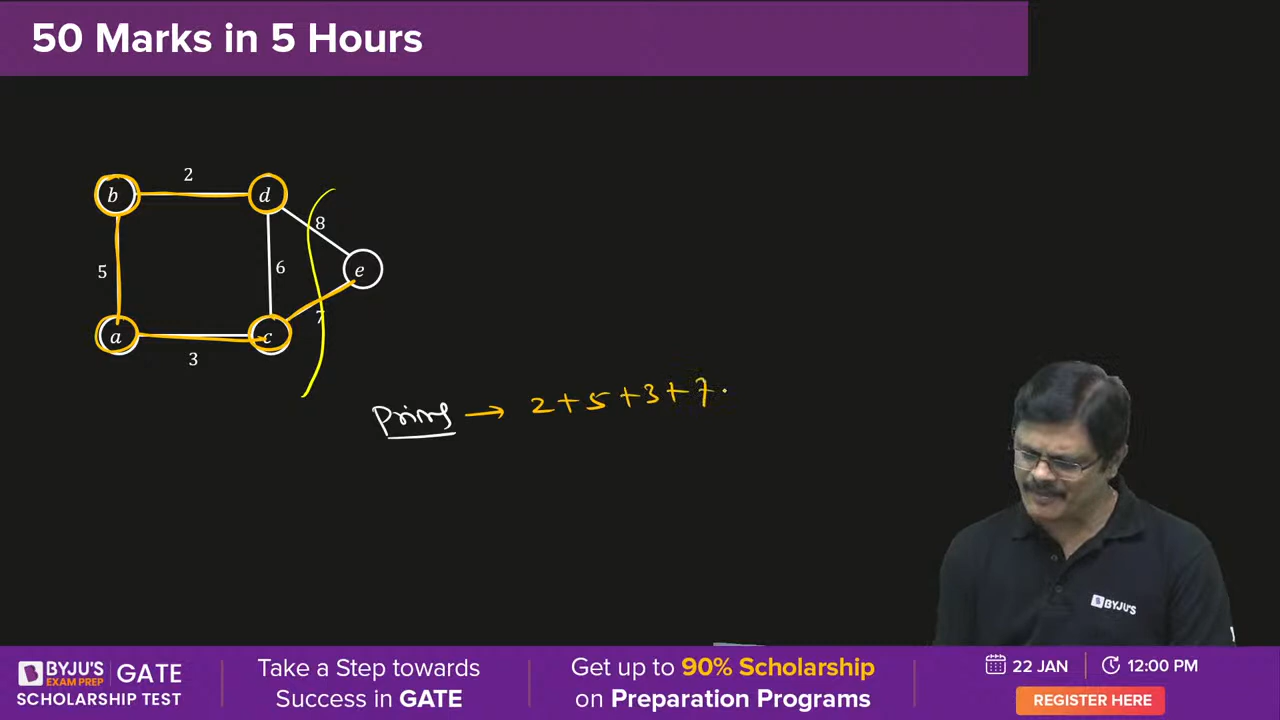 50 Marks in 5 Hours
2
b
d
8
5
6
e
7
a
c
3
Prims → 2+5+3+7
BYJU'S
BYJU'S
EXAM PREP
GATE
SCHOLARSHIP TEST
Take a Step towards
Success in GATE
Get up to 90% Scholarship
on Preparation Programs
22 JAN
12:00 PM
REGISTER HERE